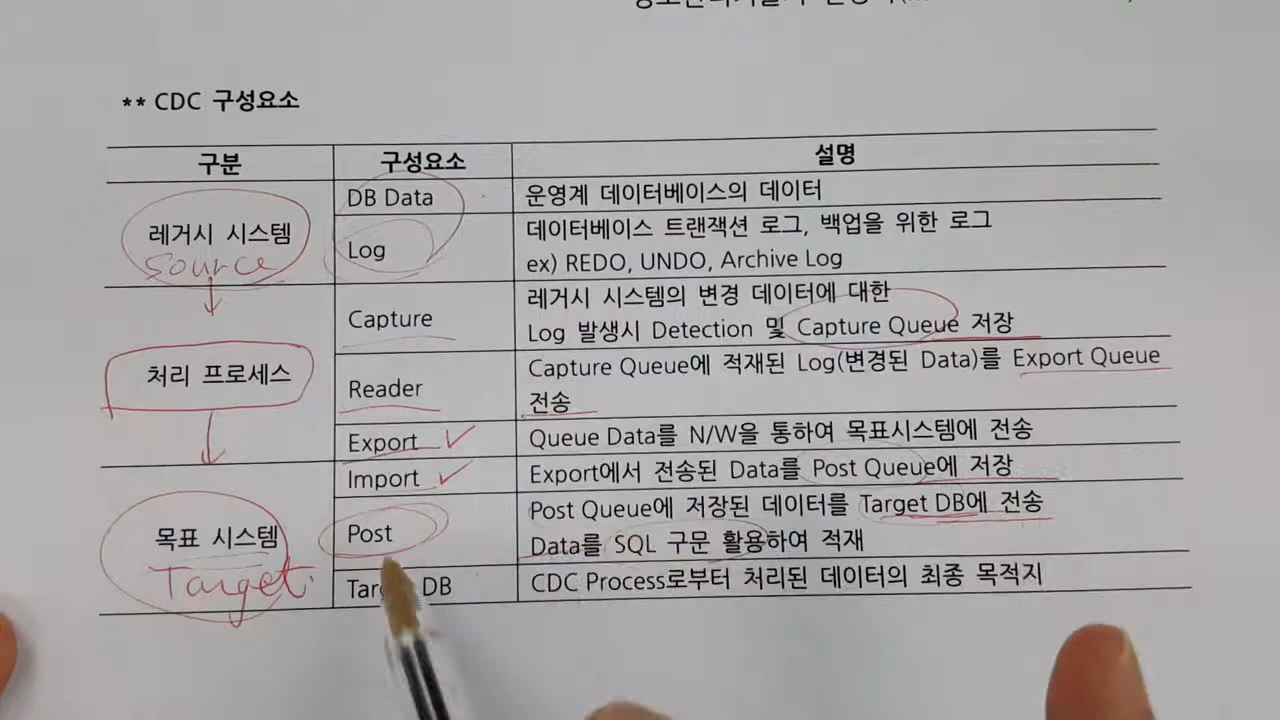 ** CDC 구성요소
구분 구성요소 설명
레거시 시스템
Source
DB Data 운영계 데이터베이스의 데이터
Log 데이터베이스 트랜잭션 로그, 백업을 위한 로그
ex) REDO, UNDO, Archive Log
처리 프로세스
Capture 레거시 시스템의 변경 데이터에 대한
Log 발생시 Detection 및 Capture Queue 저장
Reader Capture Queue에 적재된 Log(변경된 Data)를 Export Queue
전송
Export Queue Data를 N/W을 통하여 목표시스템에 전송
목표 시스템
Target
Import Export에서 전송된 Data를 Post Queue에 저장
Post Post Queue에 저장된 데이터를 Target DB에 전송
Data를 SQL 구문 활용하여 적재
DB CDC Process로부터 처리된 데이터의 최종 목적지